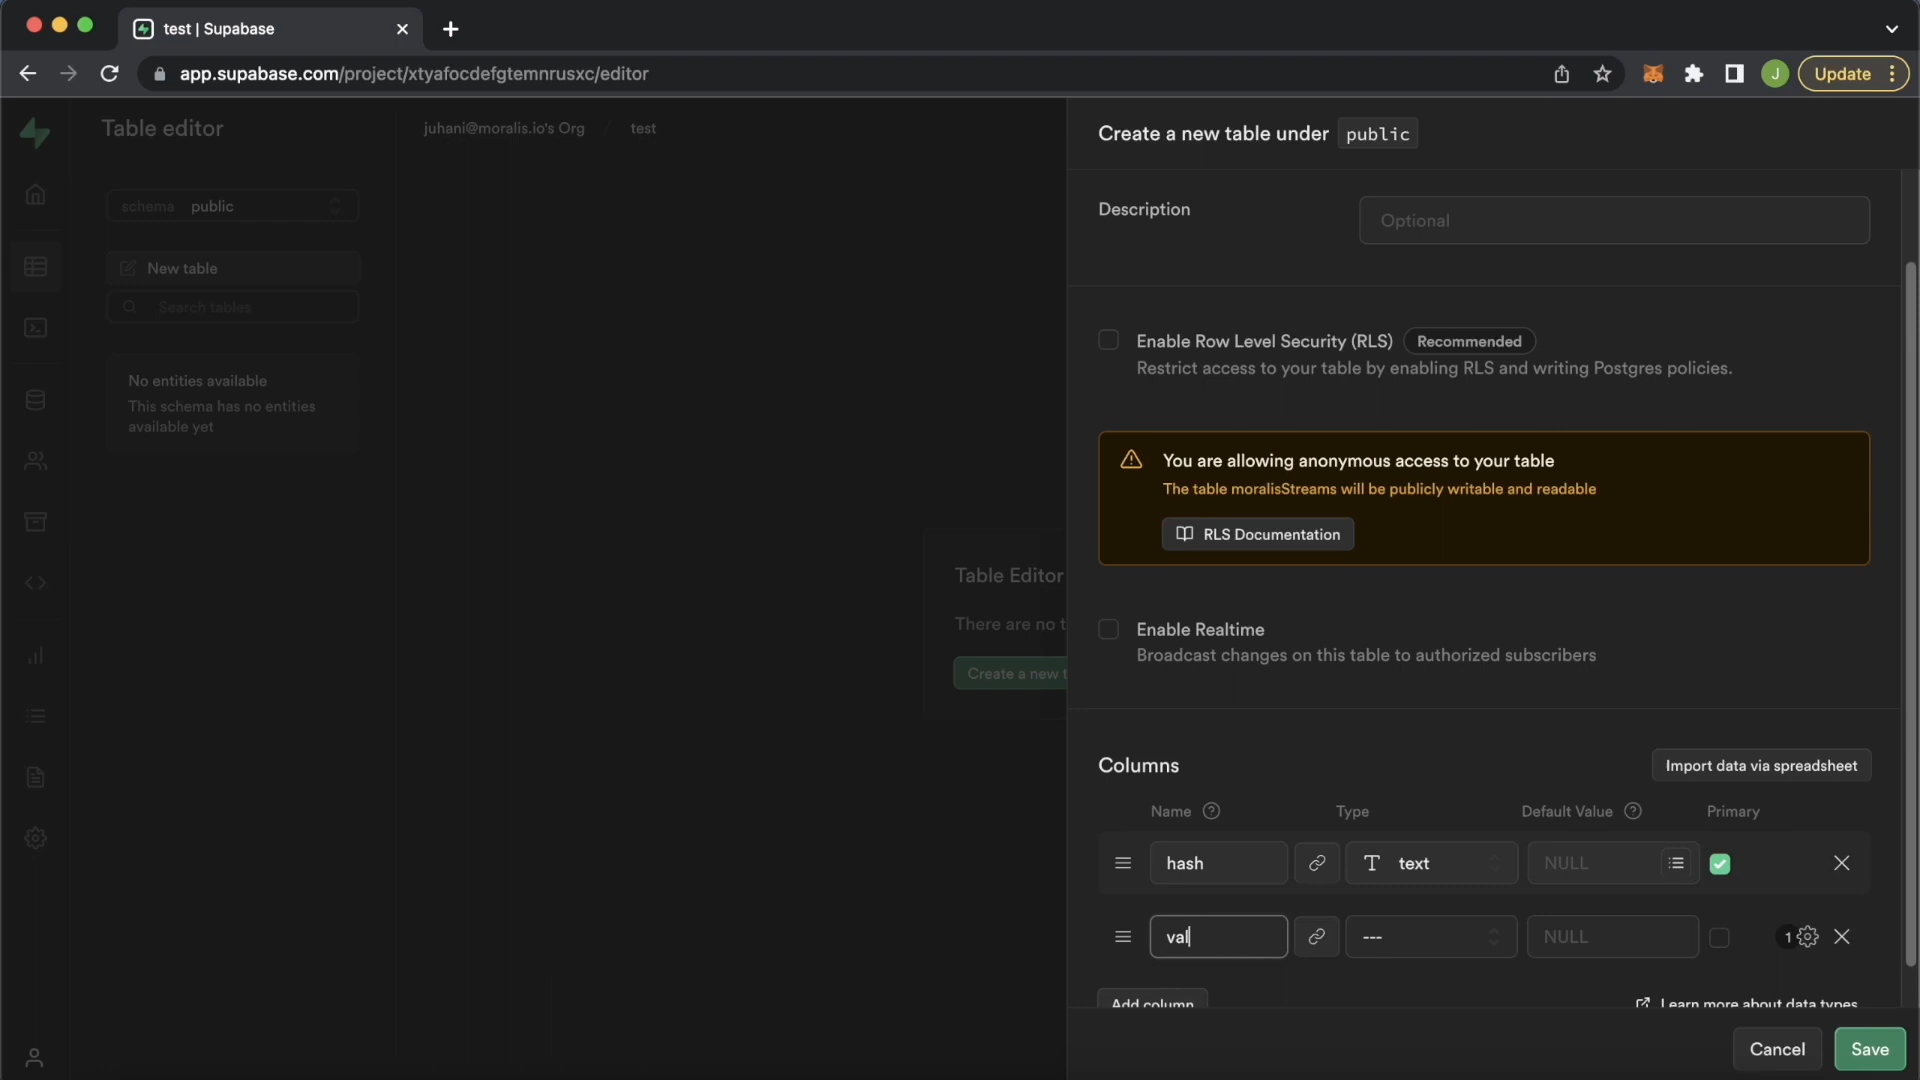 test | Supabase
app.supabase.com/project/xtyafocdefgtemnrusxc/editor
J
Update
Table editor
juhani@moralis.io's Org / test
schema public
New table
Search tables
No entities available
This schema has no entities
available yet
Table Editor
There are no t
Create a new t
Create a new table under public
Description
Optional
Enable Row Level Security (RLS) Recommended
Restrict access to your table by enabling RLS and writing Postgres policies.
You are allowing anonymous access to your table
The table moralisStreams will be publicly writable and readable
RLS Documentation
Enable Realtime
Broadcast changes on this table to authorized subscribers
Columns
Import data via spreadsheet
Name Type Default Value Primary
hash T text NULL
val --- NULL 1
Add column
Learn more about data types
Cancel Save